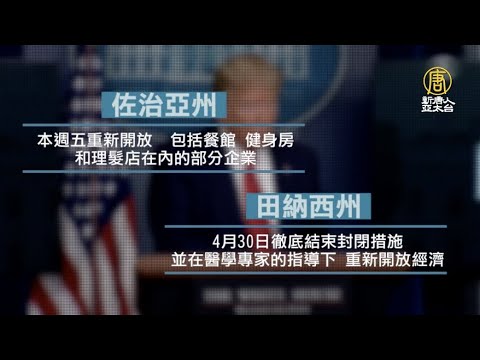 唐
新唐人
亞太台
佐治亞州
本週五重新開放 包括餐館 健身房
和理髮店在內的部分企業
田納西州
4月30日徹底結束封閉措施
並在醫學專家的指導下 重新開放經濟